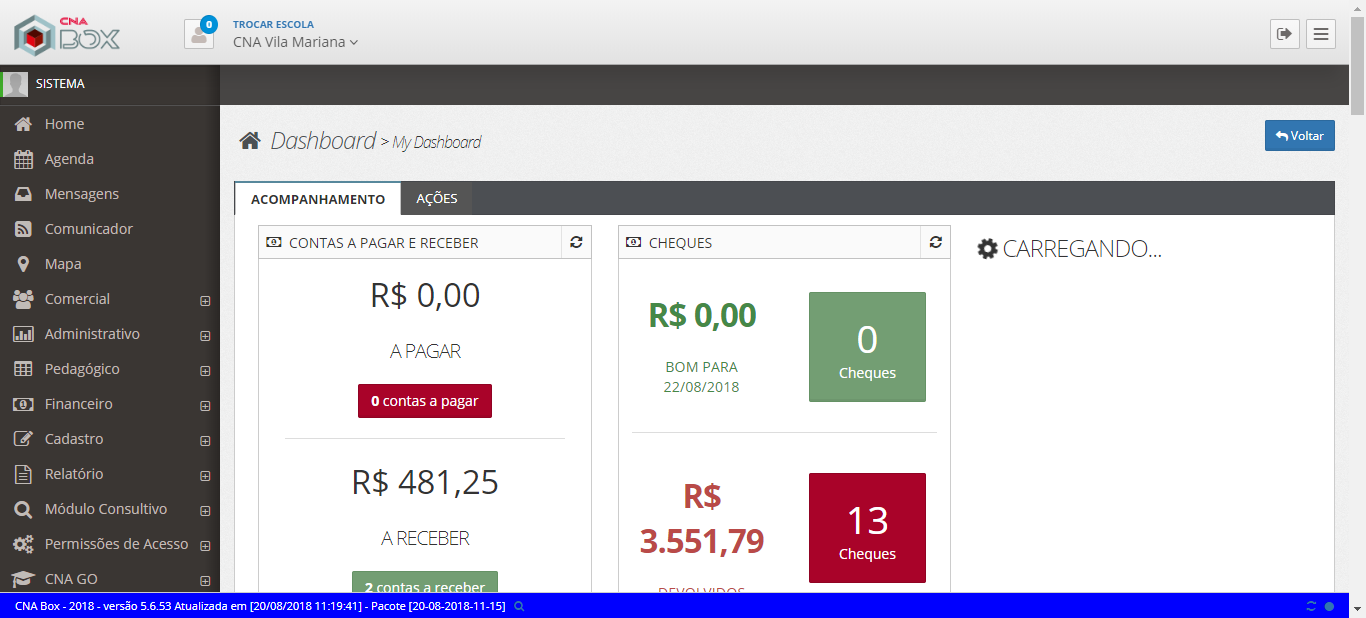 CNA
BOX
0
TROCAR ESCOLA
CNA Vila Mariana
SISTEMA
Home
Agenda
Mensagens
Comunicador
Mapa
Comercial
Administrativo
Pedagógico
Financeiro
Cadastro
Relatório
Módulo Consultivo
Permissões de Acesso
CNA GO
Dashboard > My Dashboard
Voltar
ACOMPANHAMENTO
AÇÕES
CONTAS A PAGAR E RECEBER
R$ 0,00
A PAGAR
0 contas a pagar
R$ 481,25
A RECEBER
2 contas a receber
CHEQUES
R$ 0,00
BOM PARA
22/08/2018
0
Cheques
R$
3.551,79
DEVOLVIDOS
13
Cheques
CARREGANDO...
CNA Box - 2018 - versão 5.6.53 Atualizada em [20/08/2018 11:19:41] - Pacote [20-08-2018-11-15]